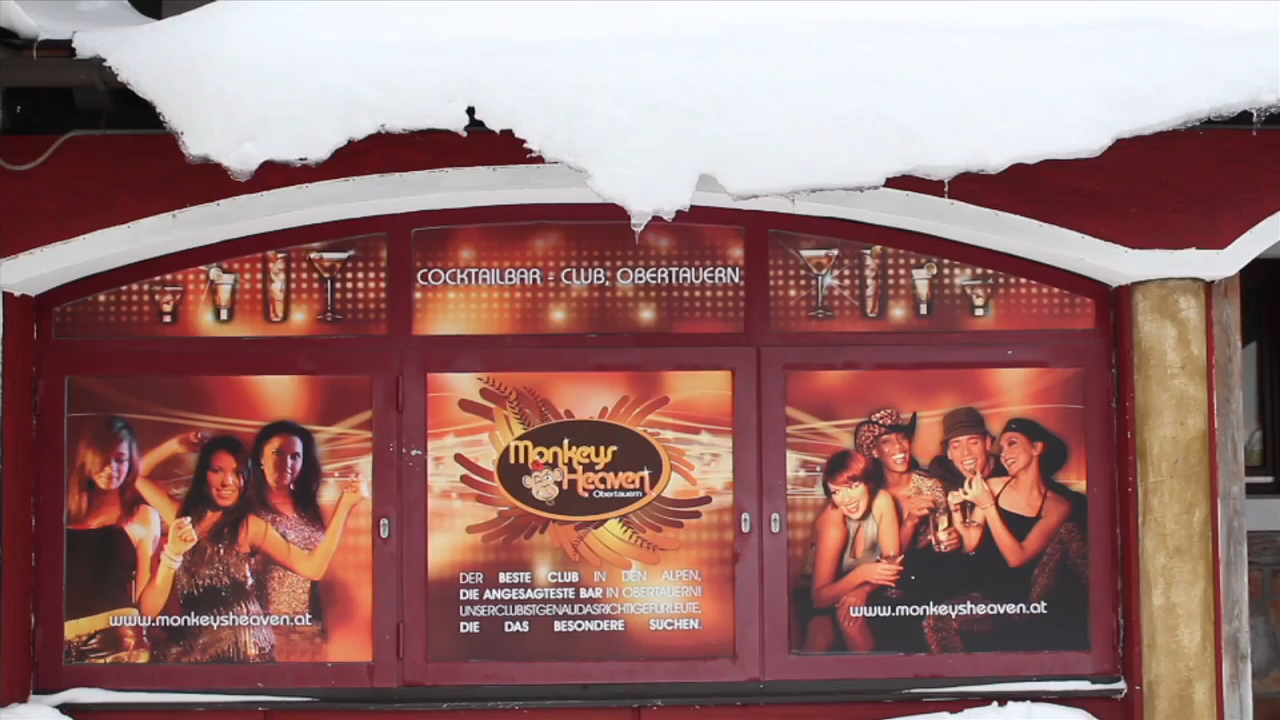 COCKTAILBAR - CLUB, OBERTAUERN
Monkeys
Heaven
Obertauern
DER BESTE CLUB IN DEN ALPEN,
DIE ANGESAGTESTE BAR IN OBERTAUERN!
UNSERCLUBISTGENAUDASRICHTIGEFÜRLEUTE,
DIE DAS BESONDERE SUCHEN.
www.monkeysheaven.at
www.monkeysheaven.at